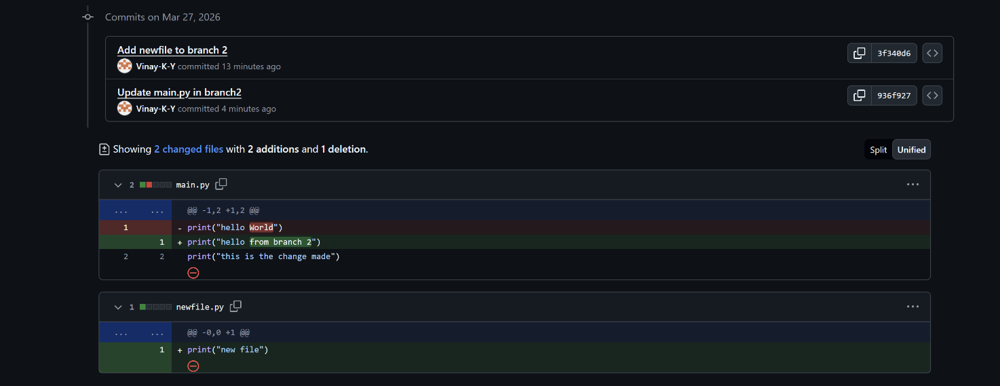 Commits on Mar 27, 2026
Add newfile to branch 2
Vinay-K-Y committed 13 minutes ago
3f340d6
Update main.py in branch2
Vinay-K-Y committed 4 minutes ago
936f927
Showing 2 changed files with 2 additions and 1 deletion.
Split Unified
2 main.py
... ... @@ -1,2 +1,2 @@
1 - print("hello World")
1 + print("hello from branch 2")
2 2 print("this is the change made")
1 newfile.py
... ... @@ -0,0 +1 @@
1 + print("new file")